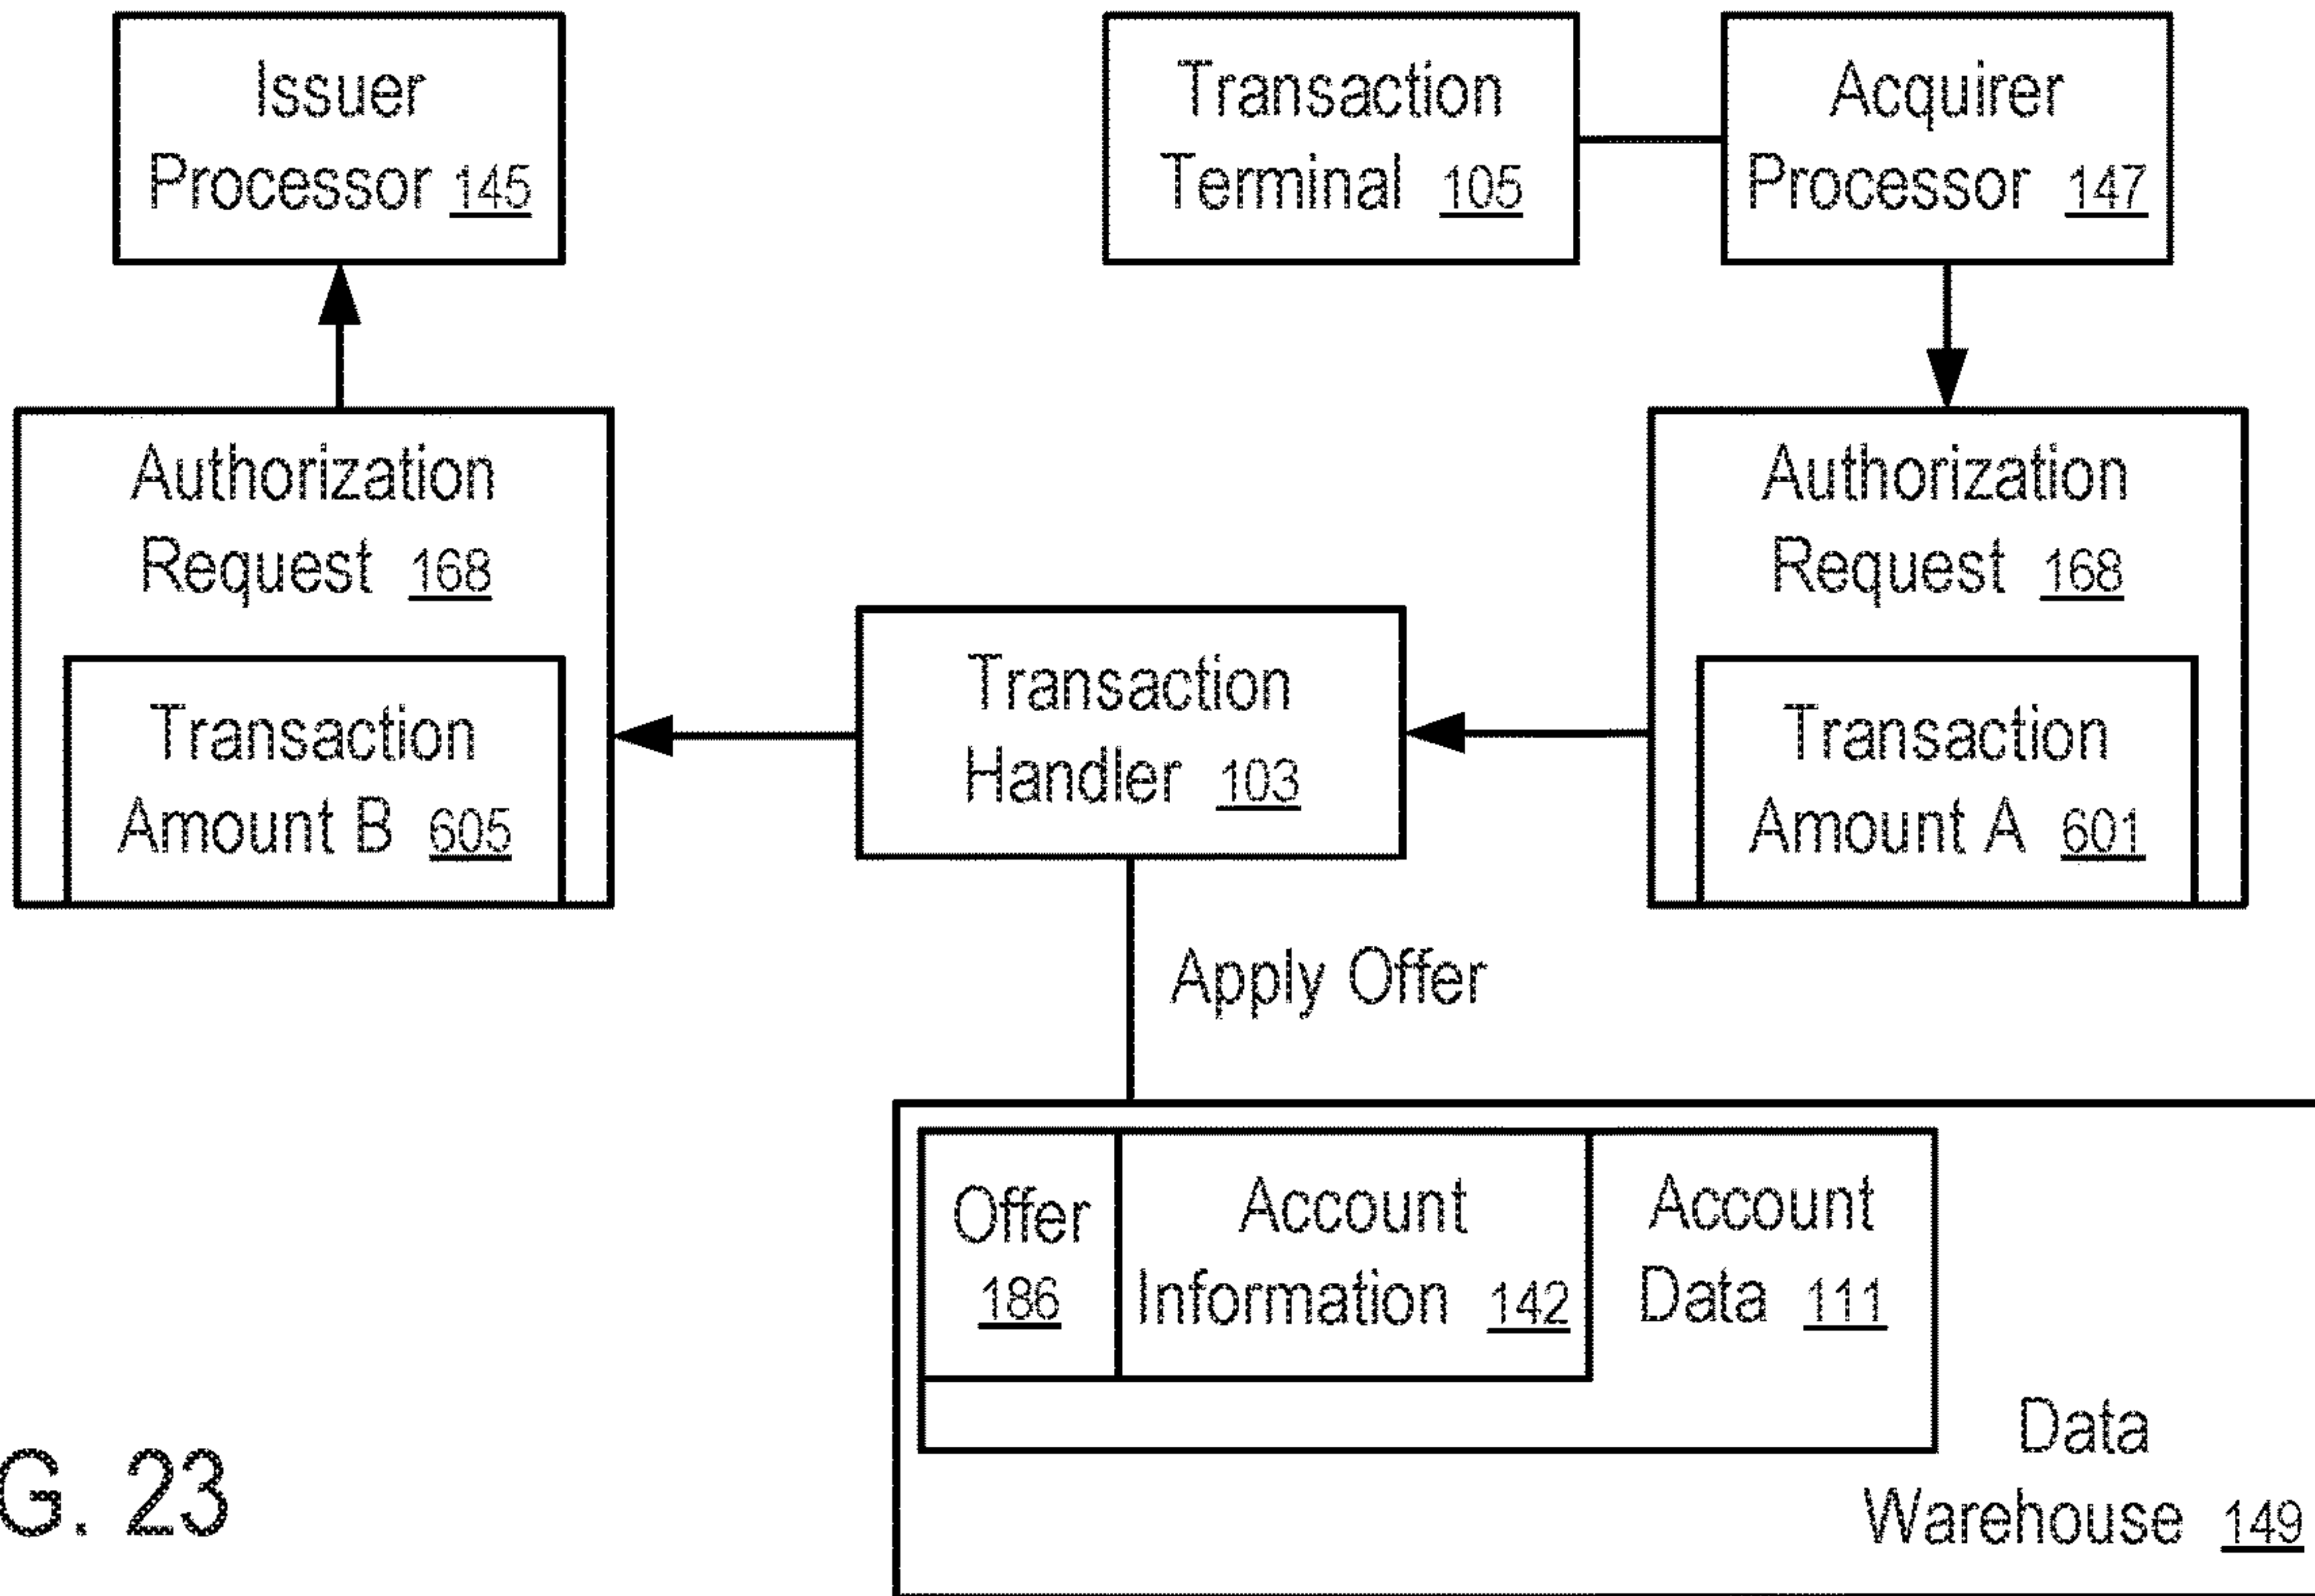 Issuer
Processor 145
Transaction
Terminal 105
Acquirer
Processor 147
Authorization
Request 168
Transaction
Amount B 605
Transaction
Handler 103
Authorization
Request 168
Transaction
Amount A 601
Apply Offer
Offer
186
Account
Information 142
Account
Data 111
Data
Warehouse 149
G. 23